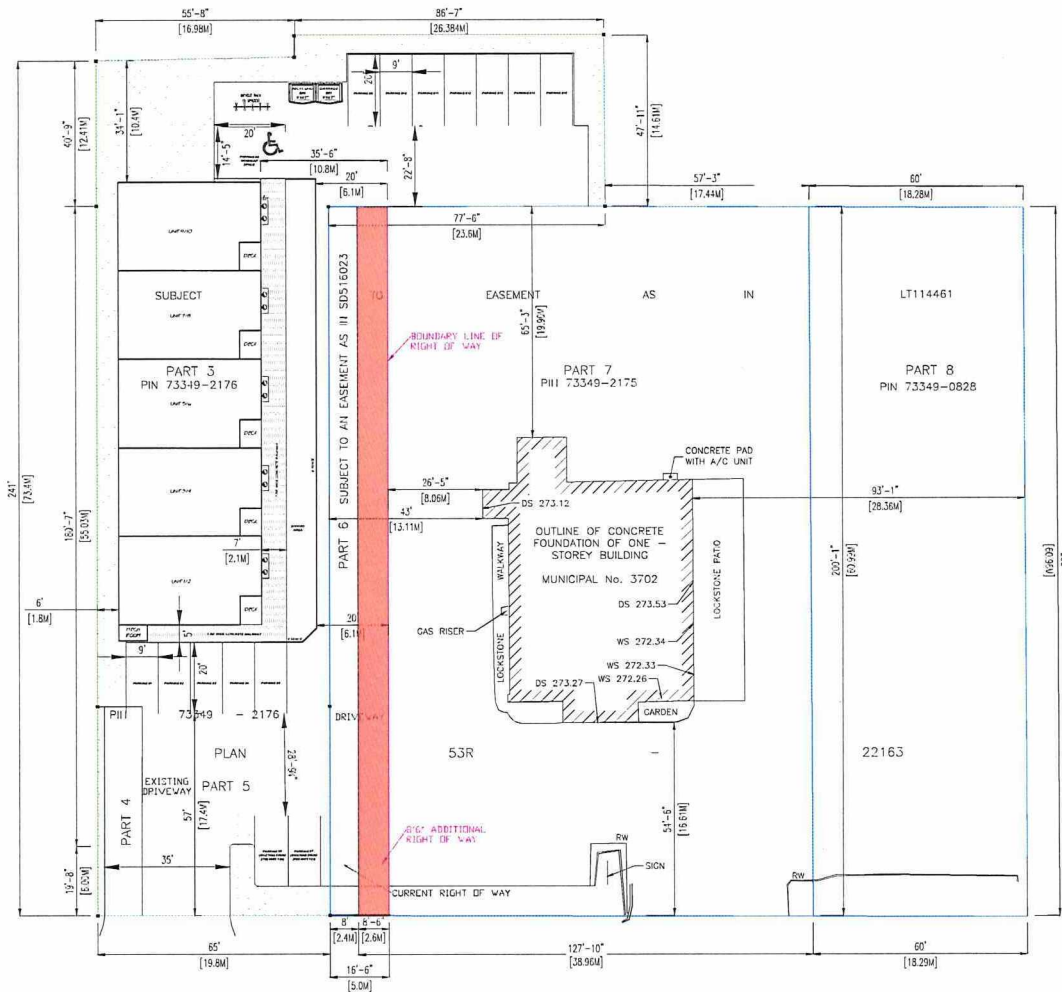 55'-8"
[16.98M]
86'-7"
[26.384M]
40'-9"
[12.41M]
34'-1"
[10.4M]
20'
9'
20'
14'-5"
35'-6"
[10.8M]
20'
[6.1M]
22'-8"
47'-11"
[14.61M]
57'-3"
[17.44M]
60'
[18.28M]
77'-6"
[23.6M]
SUBJECT
TO
EASEMENT
AS
IN
LT114461
65'-3"
[19.90M]
BOUNDARY LINE OF
RIGHT OF WAY
PART 3
PIN 73349-2176
PART 7
PIN 73349-2175
PART 8
PIN 73349-0828
DECK
DECK
DECK
DECK
DECK
PART 6 SUBJECT TO AN EASEMENT AS IN SD516023
241'
[73.4M]
180'-7"
[55.03M]
CONCRETE PAD
WITH A/C UNIT
26'-5"
[8.06M]
DS 273.12
43'
[13.11M]
93'-1"
[28.36M]
OUTLINE OF CONCRETE
FOUNDATION OF ONE -
STOREY BUILDING
MUNICIPAL No. 3702
WALKWAY
LOCKSTONE
LOCKSTONE PATIO
200'-1"
[60.99M]
[60.96M]
7'
[2.1M]
6'
[1.8M]
DS 273.53
GAS RISER
20'
[6.1M]
5'
9'
20'
WS 272.34
WS 272.33
WS 272.26
DS 273.27
GARDEN
73349 - 2176
DRIVEWAY
PLAN
53R
-
22163
28'-9"
EXISTING
DRIVEWAY
PART 5
PART 4
57'
[17.4M]
54'-6"
[16.61M]
8'6" ADDITIONAL
RIGHT OF WAY
RW
SIGN
RW
19'-8"
[6.00M]
35'
CURRENT RIGHT OF WAY
8'
[2.4M]
8'-6"
[2.6M]
65'
[19.8M]
127'-10"
[38.96M]
60'
[18.29M]
16'-6"
[5.0M]